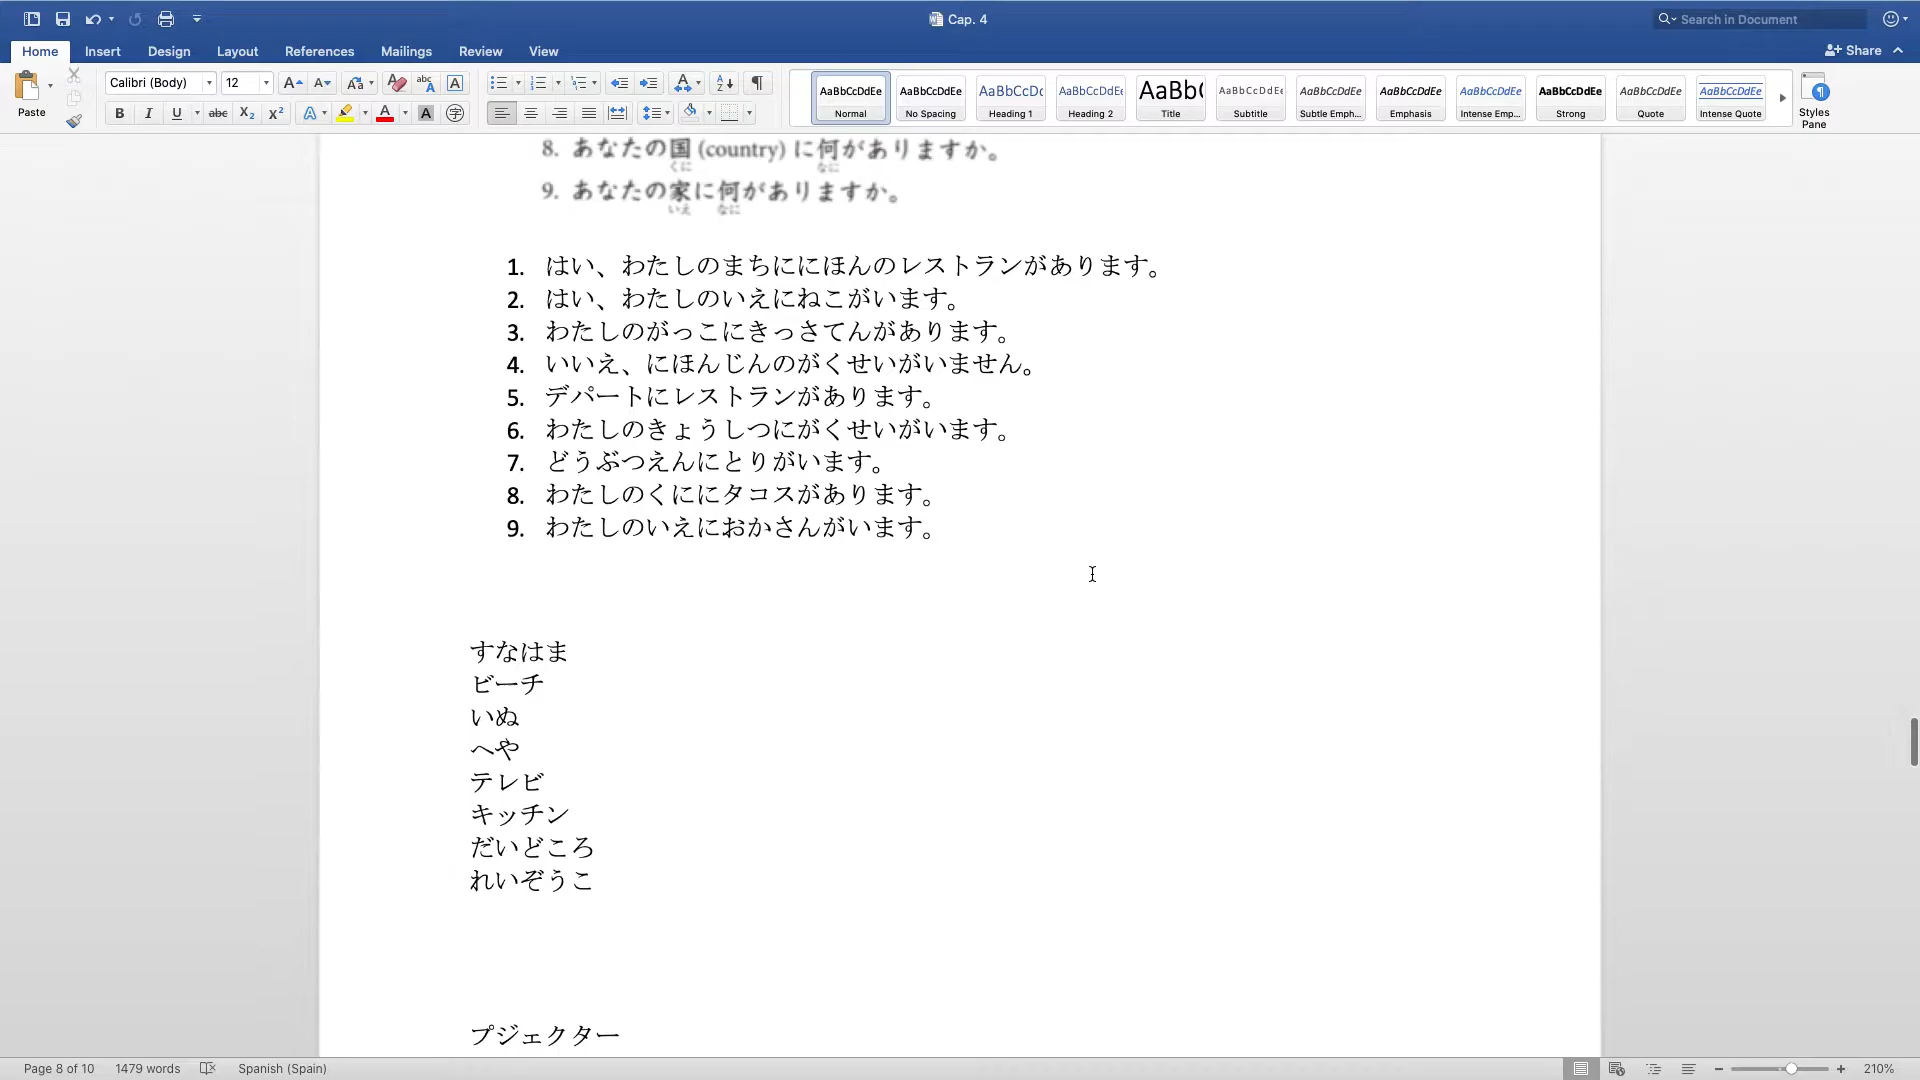 Cap. 4
Search in Document
Home Insert Design Layout References Mailings Review View
Share
Paste
Calibri (Body) 12
AaBbCcDdEe AaBbCcDdEe AaBbCcDc AaBbCcDdEe AaBb( AaBbCcDdEe AaBbCcDdEe AaBbCcDdEe AaBbCcDdEe AaBbCcDdEe AaBbCcDdEe AaBbCcDdEe
Normal No Spacing Heading 1 Heading 2 Title Subtitle Subtle Emph... Emphasis Intense Emp... Strong Quote Intense Quote
Styles Pane
8. あなたの国 (country) に何がありますか。
くに なに
9. あなたの家に何がありますか。
いえ なに
1. はい、わたしのまちににほんのレストランがあります。
2. はい、わたしのいえにねこがいます。
3. わたしのがっこにきっさてんがあります。
4. いいえ、にほんじんのがくせいがいません。
5. デパートにレストランがあります。
6. わたしのきょうしつにがくせいがいます。
7. どうぶつえんにとりがいます。
8. わたしのくににタコスがあります。
9. わたしのいえにおかさんがいます。
すなはま
ビーチ
いぬ
へや
テレビ
キッチン
だいどころ
れいぞうこ
プジェクター
Page 8 of 10 1479 words Spanish (Spain) 210%